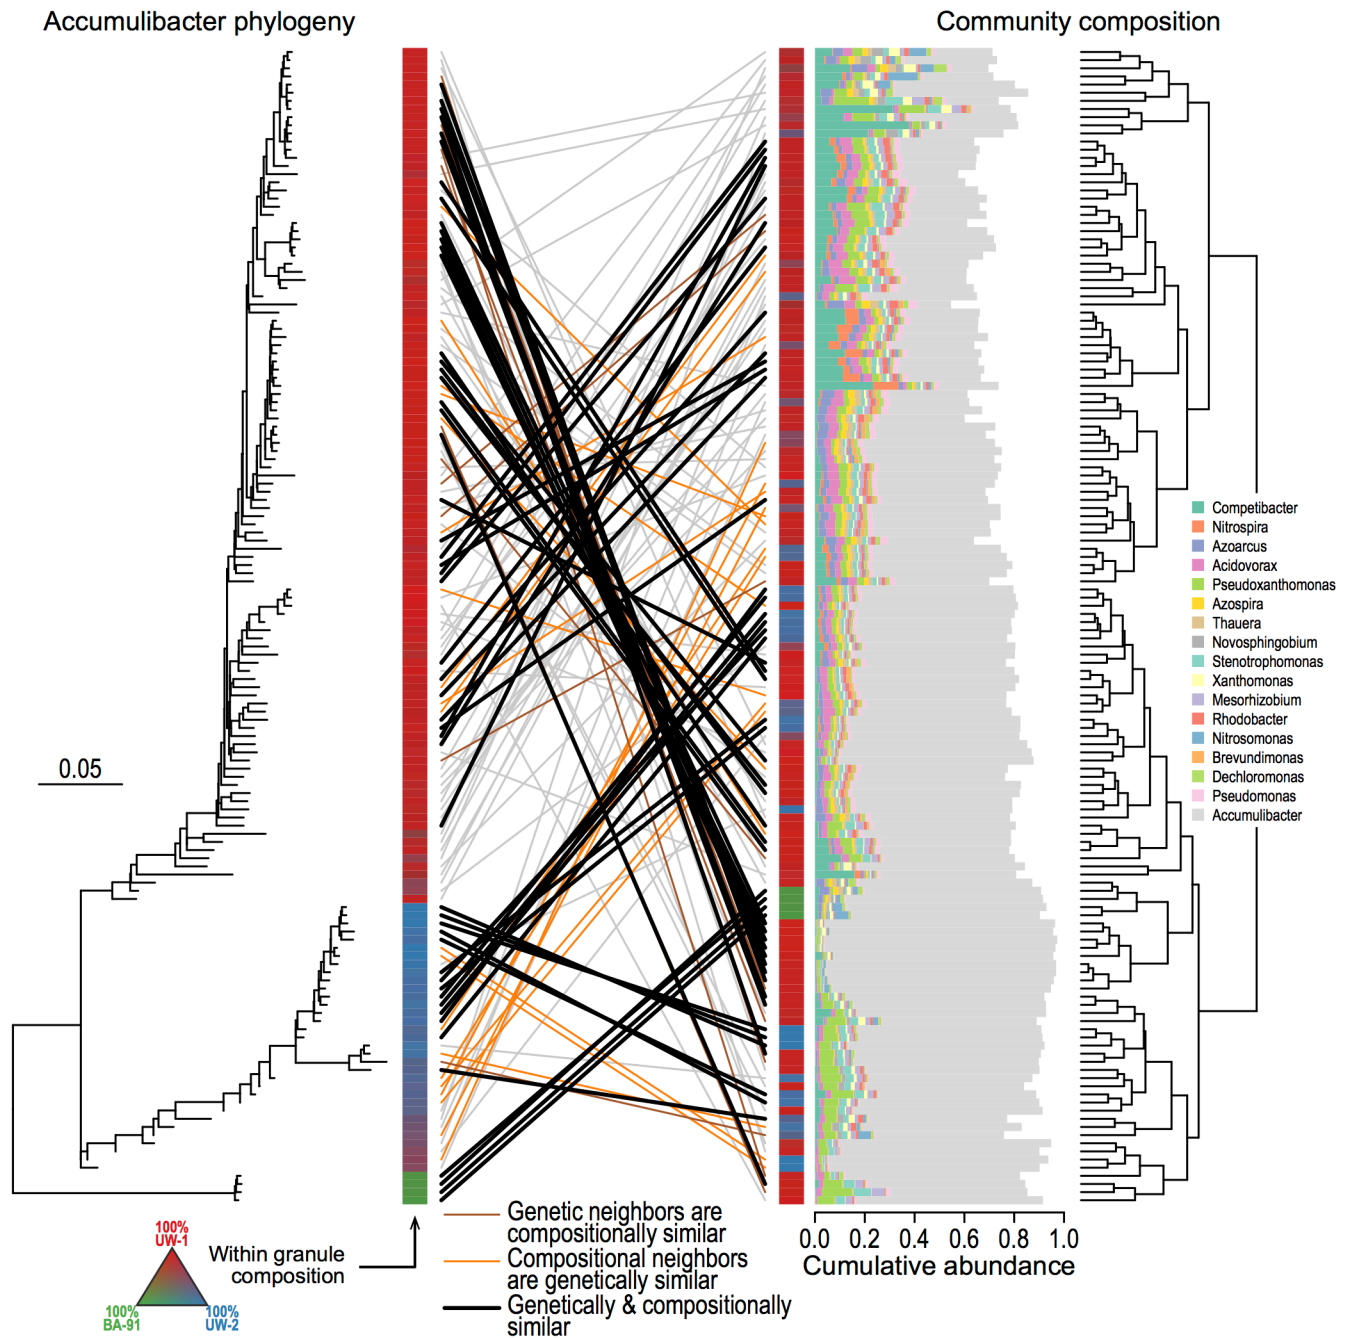 Accumulibacter phylogeny
Community composition
0.05
Competibacter
Nitrospira
Azoarcus
Acidovorax
Pseudoxanthomonas
Azospira
Thauera
Novosphingobium
Stenotrophomonas
Xanthomonas
Mesorhizobium
Rhodobacter
Nitrosomonas
Brevundimonas
Dechloromonas
Pseudomonas
Accumulibacter
100%
UW-1
100%
BA-91
100%
UW-2
Within granule
composition
Genetic neighbors are
compositionally similar
Compositional neighbors
are genetically similar
Genetically & compositionally
similar
0.0 0.2 0.4 0.6 0.8 1.0
Cumulative abundance